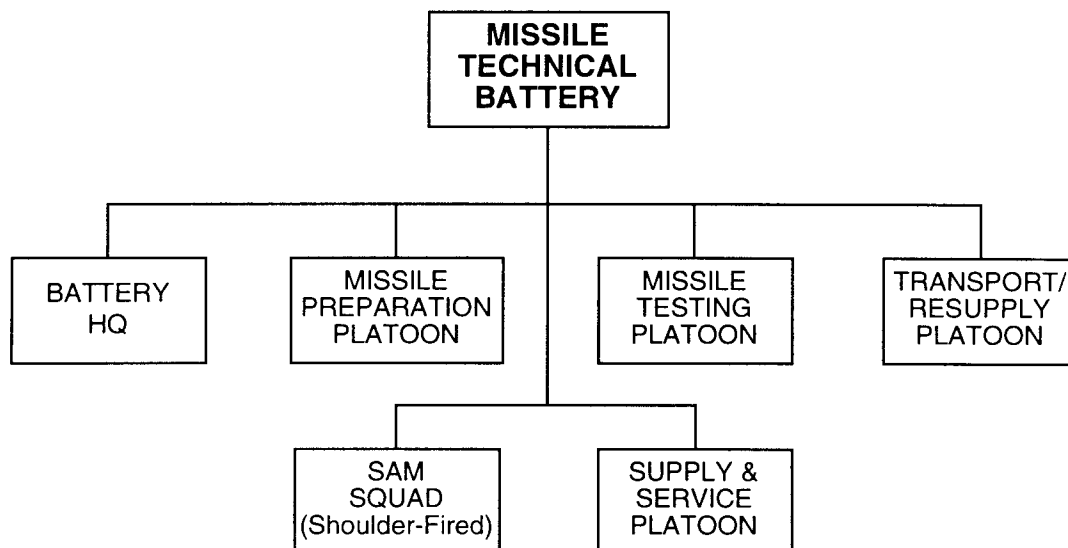 MISSILE
TECHNICAL
BATTERY
BATTERY
HQ
MISSILE
PREPARATION
PLATOON
MISSILE
TESTING
PLATOON
TRANSPORT/
RESUPPLY
PLATOON
SAM
SQUAD
(Shoulder-Fired)
SUPPLY &
SERVICE
PLATOON